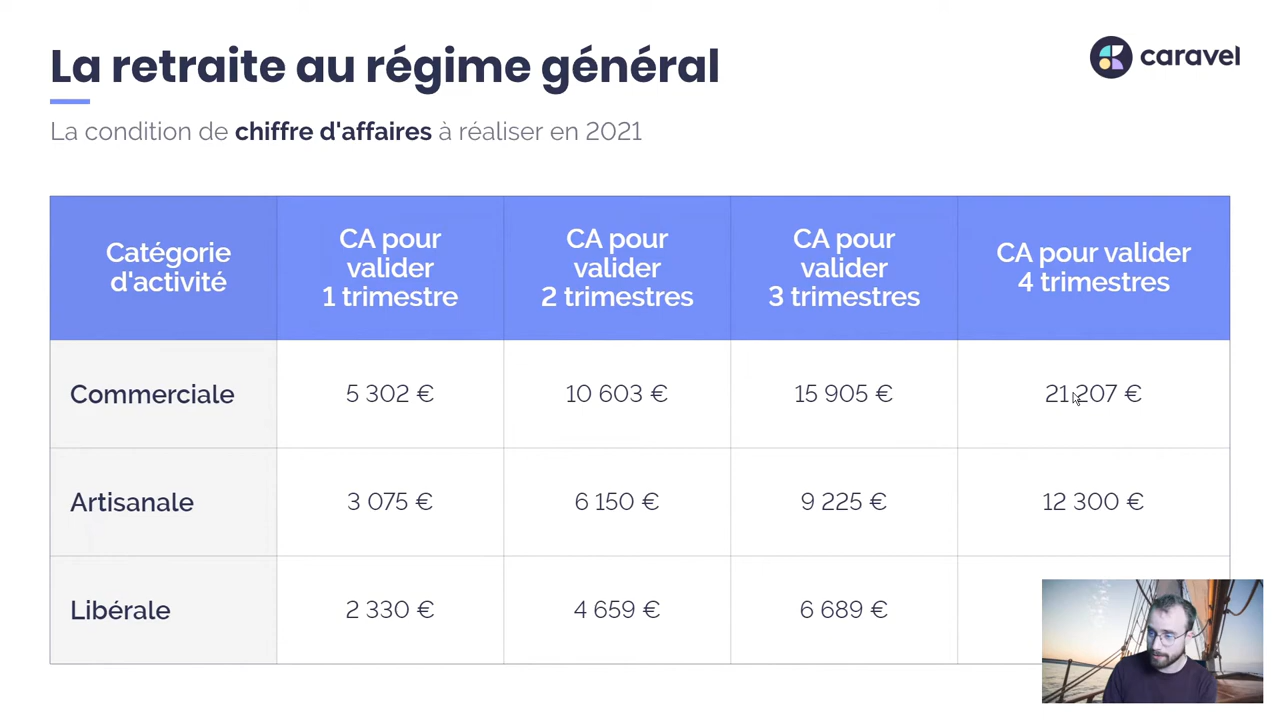 La retraite au régime général
caravel
La condition de chiffre d'affaires à réaliser en 2021
Catégorie d'activité
CA pour valider 1 trimestre
CA pour valider 2 trimestres
CA pour valider 3 trimestres
CA pour valider 4 trimestres
Commerciale 5 302 € 10 603 € 15 905 € 21 207 €
Artisanale 3 075 € 6 150 € 9 225 € 12 300 €
Libérale 2 330 € 4 659 € 6 689 €